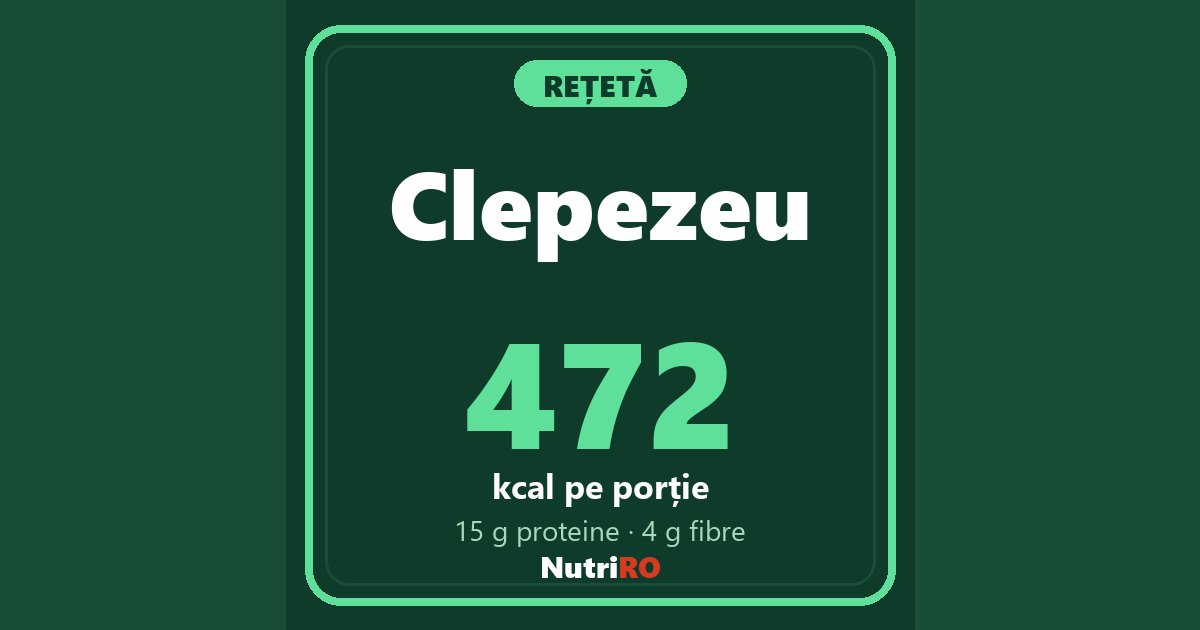 REȚETĂ
Clepezeu
472
kcal pe porție
15 g proteine · 4 g fibre
NutriRO